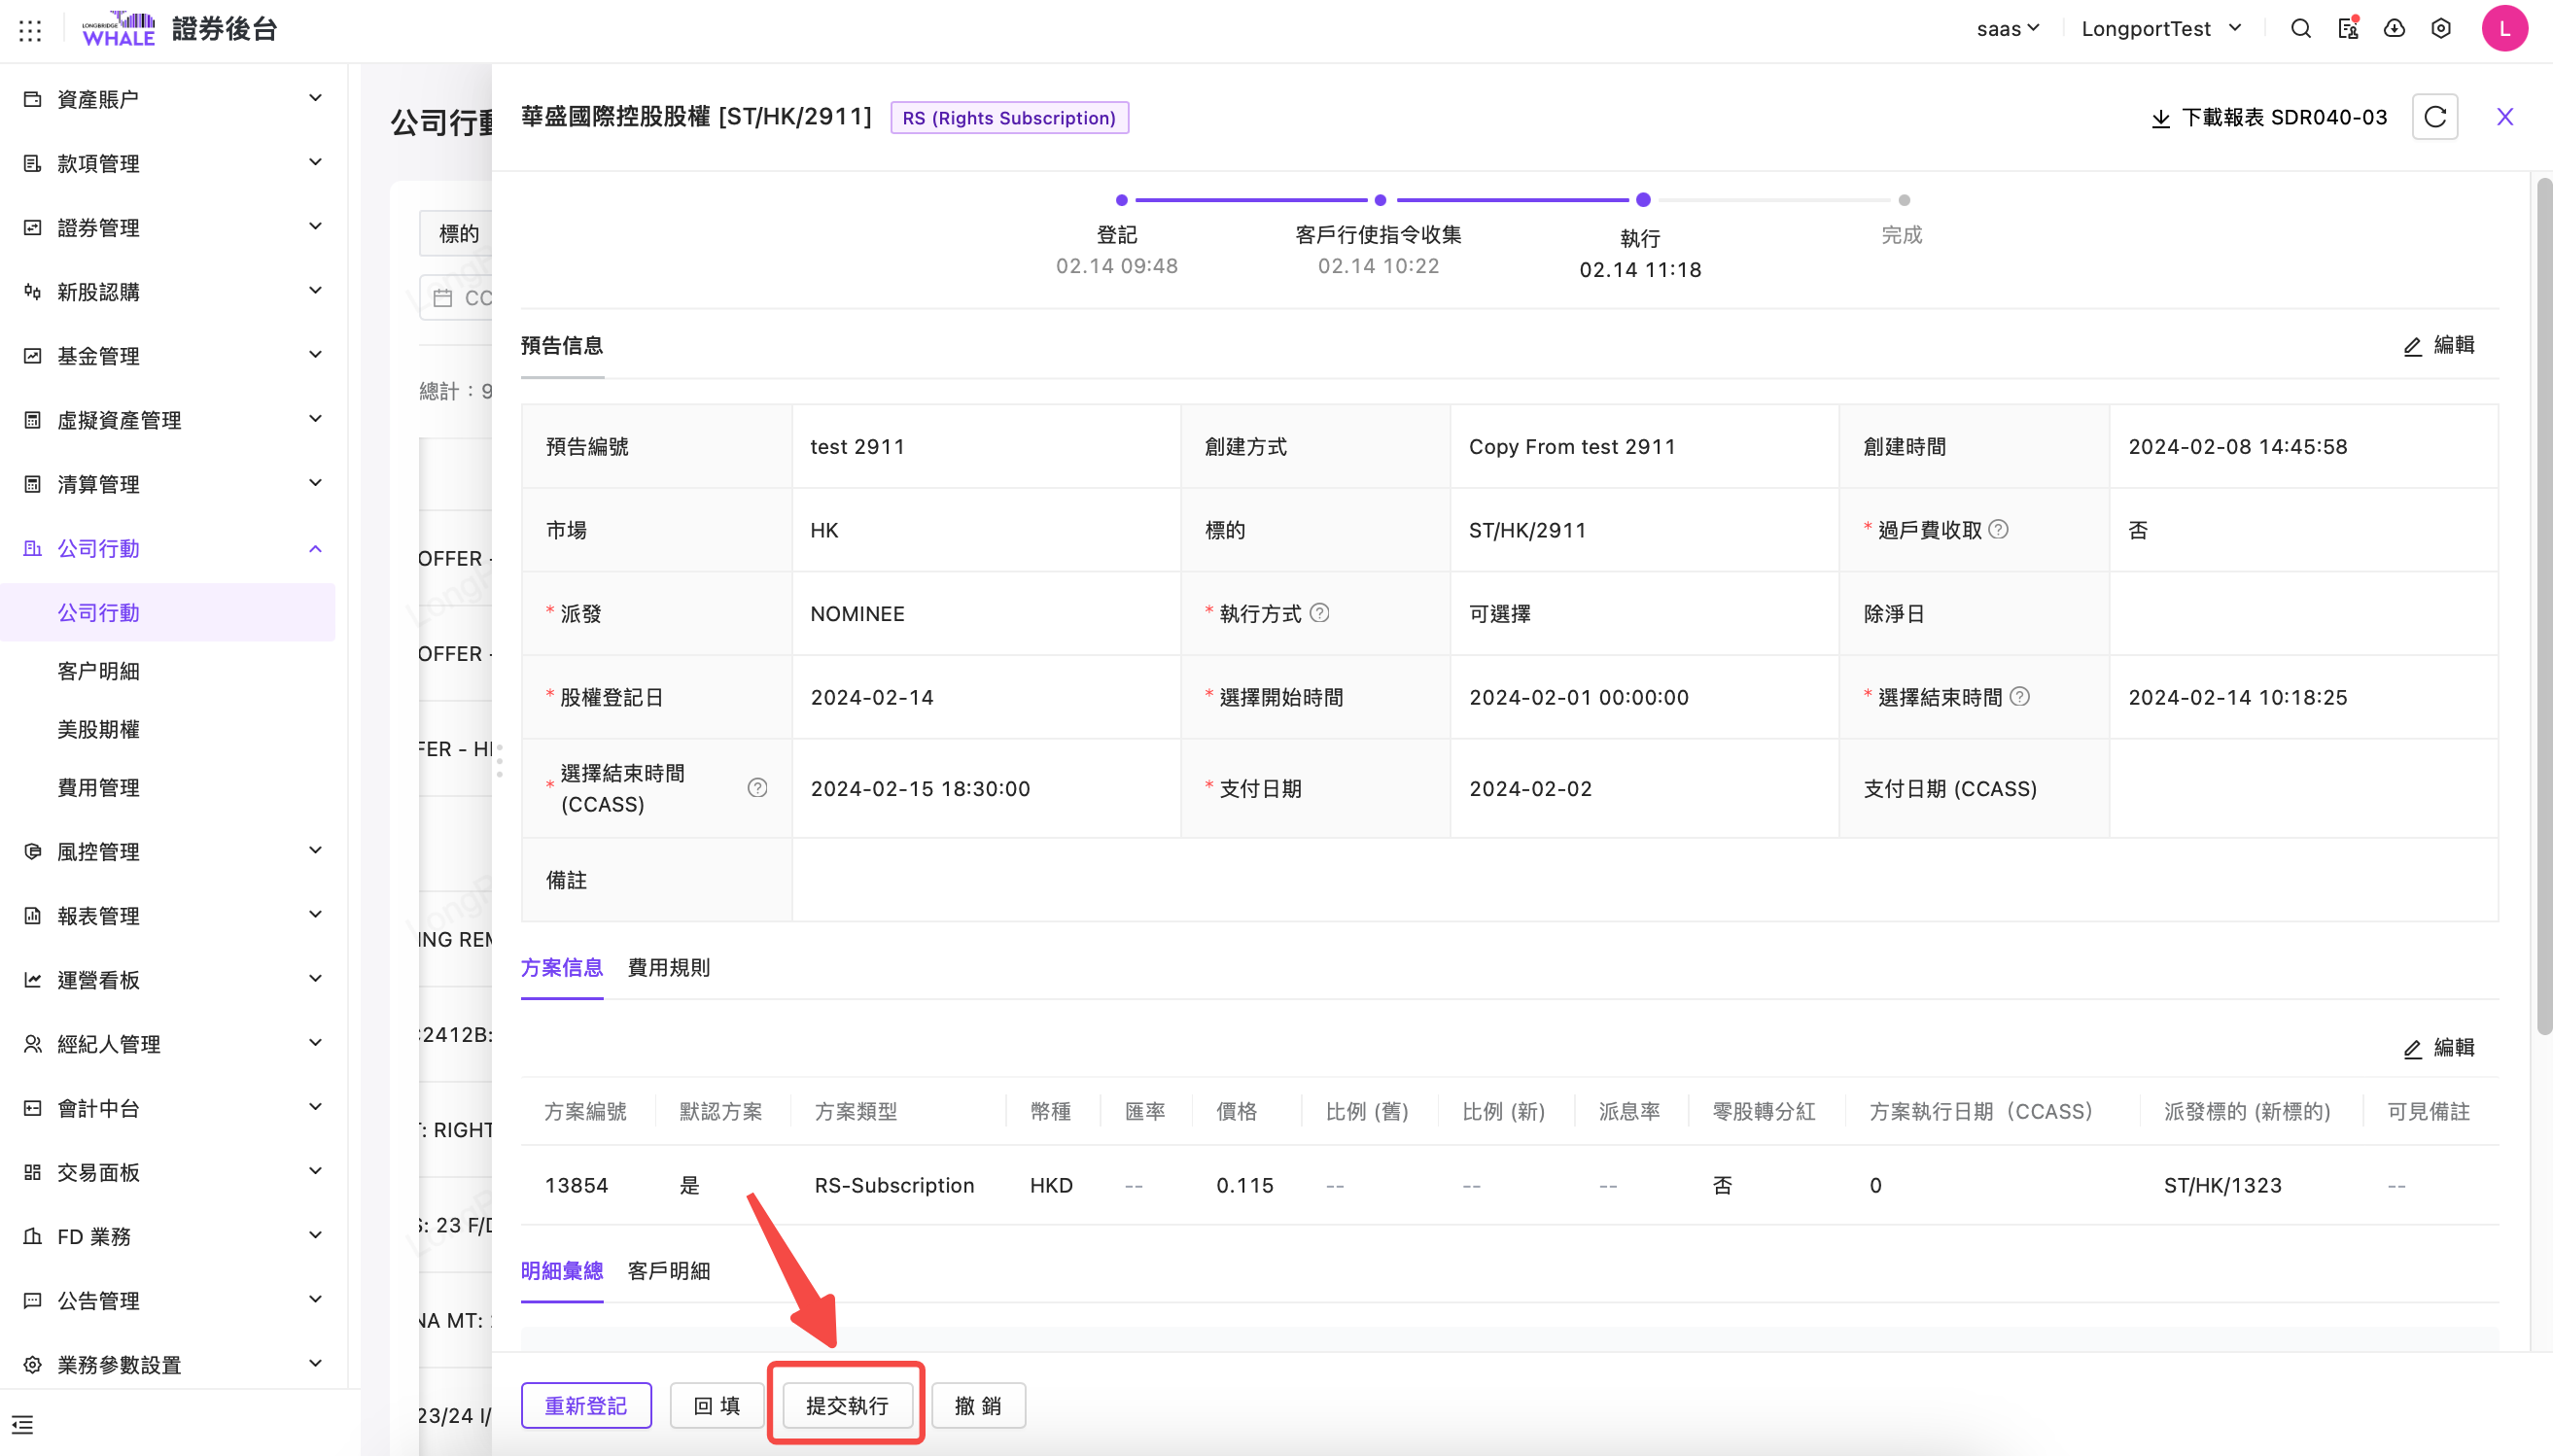 LONGBRIDGE
WHALE
證券後台
saas
LongportTest
L
資產賬户
款項管理
證券管理
新股認購
基金管理
虛擬資產管理
清算管理
公司行動
公司行動
客户明細
美股期權
費用管理
風控管理
報表管理
運營看板
經紀人管理
會計中台
交易面板
FD 業務
公告管理
業務參數設置
公司行動
標的
CC
總計：9
OFFER -
OFFER -
FER - HI
ING REM
2412B:
: RIGHT
: 23 F/D
NA MT:
23/24 I/
華盛國際控股股權 [ST/HK/2911]
RS (Rights Subscription)
下載報表 SDR040-03
登記
02.14 09:48
客戶行使指令收集
02.14 10:22
執行
02.14 11:18
完成
預告信息
編輯
預告編號 test 2911 創建方式 Copy From test 2911 創建時間 2024-02-08 14:45:58
市場 HK 標的 ST/HK/2911 * 過戶費收取 否
* 派發 NOMINEE * 執行方式 可選擇 除淨日
* 股權登記日 2024-02-14 * 選擇開始時間 2024-02-01 00:00:00 * 選擇結束時間 2024-02-14 10:18:25
* 選擇結束時間 (CCASS) 2024-02-15 18:30:00 * 支付日期 2024-02-02 支付日期 (CCASS)
備註
方案信息 費用規則
編輯
方案編號 默認方案 方案類型 幣種 匯率 價格 比例 (舊) 比例 (新) 派息率 零股轉分紅 方案執行日期（CCASS） 派發標的 (新標的) 可見備註
13854 是 RS-Subscription HKD -- 0.115 -- -- -- 否 0 ST/HK/1323 --
明細彙總 客戶明細
重新登記 回填 提交執行 撤銷